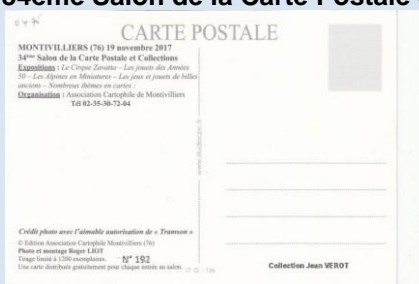 34ème Salon de la Carte Postale
CARTE POSTALE
MONTIVILLIERS (76) 19 novembre 2017
34ème Salon de la Carte Postale et Collections
Expositions : Le Cirque Zavatta – Les jouets des Années
50 – Les Alpines en Miniatures – Les jeux et jouets de billes
anciens – Nombreux thèmes en cartes :
Organisation : Association Cartophile de Montivilliers
Tél 02-35-30-72-04
Crédit photo avec l'aimable autorisation de « Tramson »
© Edition Association Cartophile Montivilliers (76)
Photo et montage Roger LIOT
Tirage limité à 1200 exemplaires. N° 192
Une carte distribuée gratuitement pour chaque entrée au salon.
Collection Jean VEROT